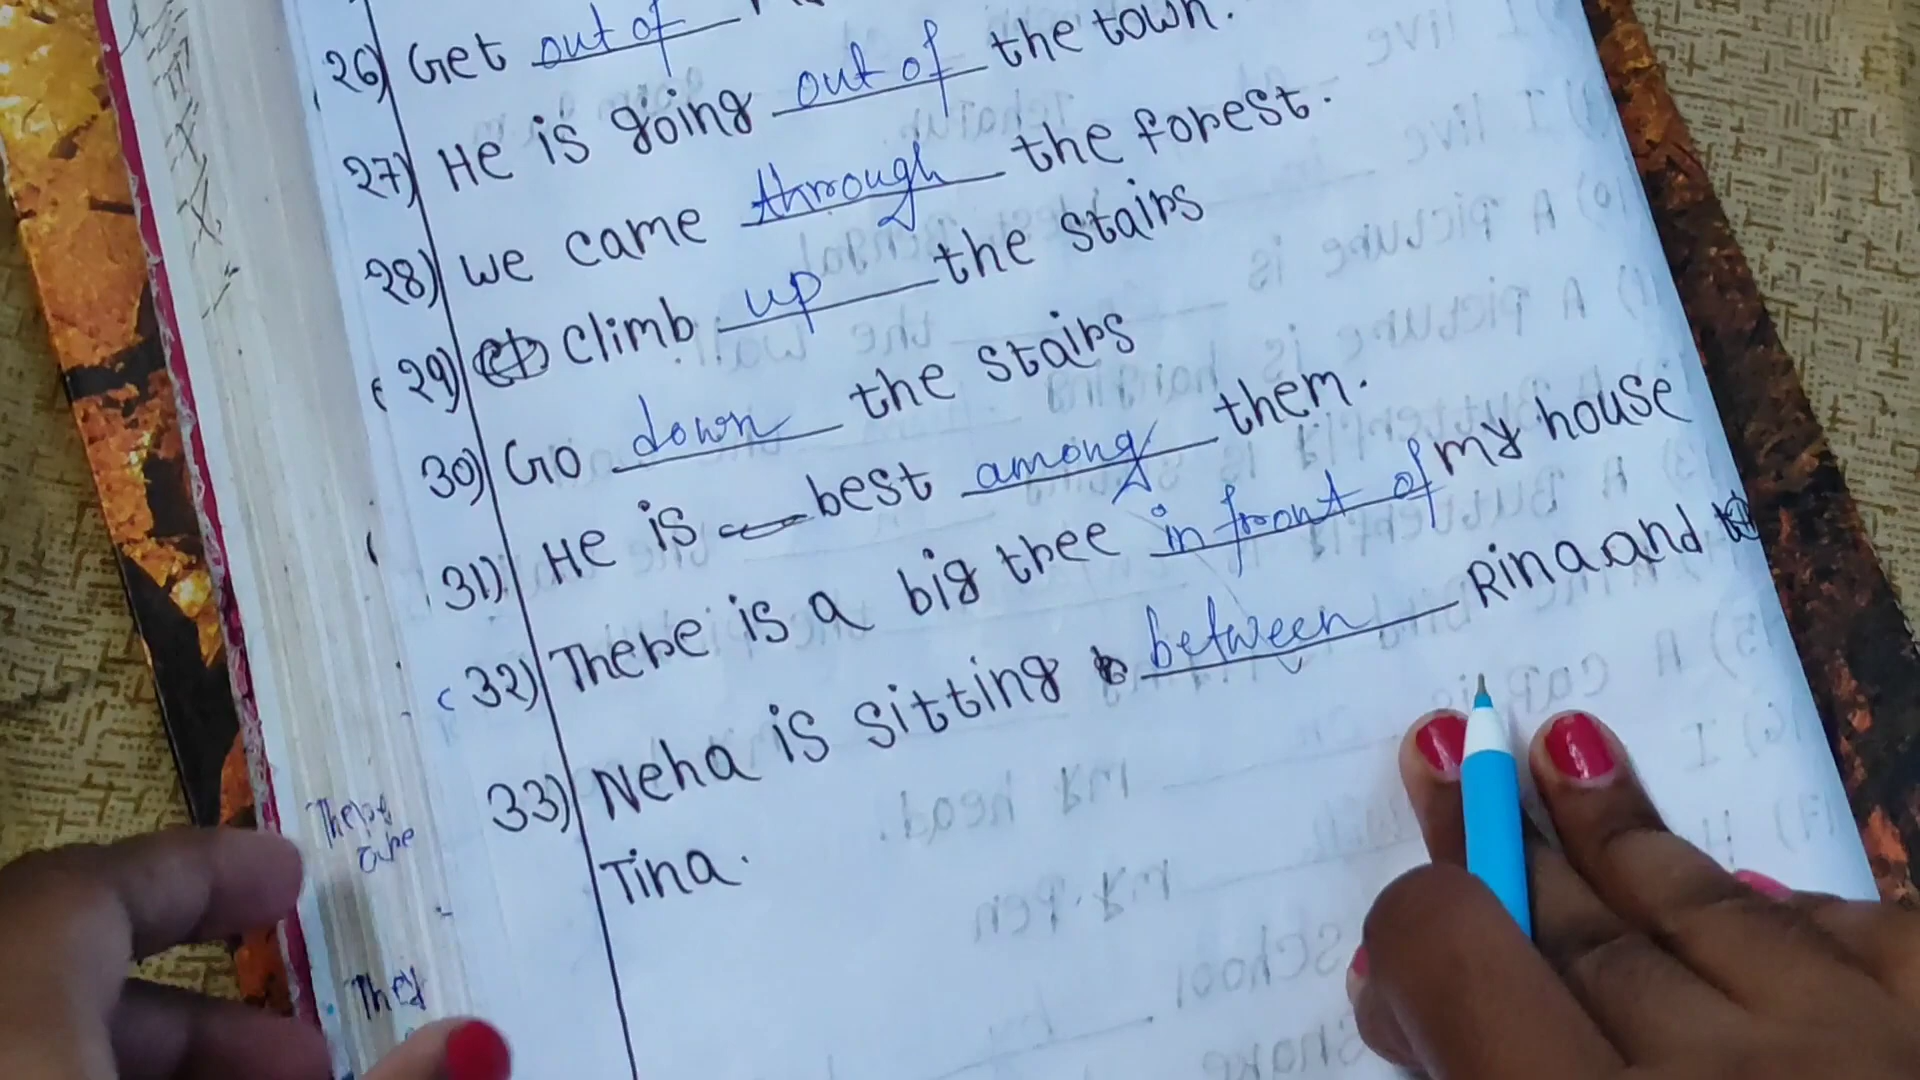 26) Get out of
27) He is going out of the town.
28) we came through the forest.
29) climb up the stairs
30) Go down the stairs
31) He is best among them.
32) There is a big tree in front of my house
33) Neha is sitting between Rina and
Tina.
They